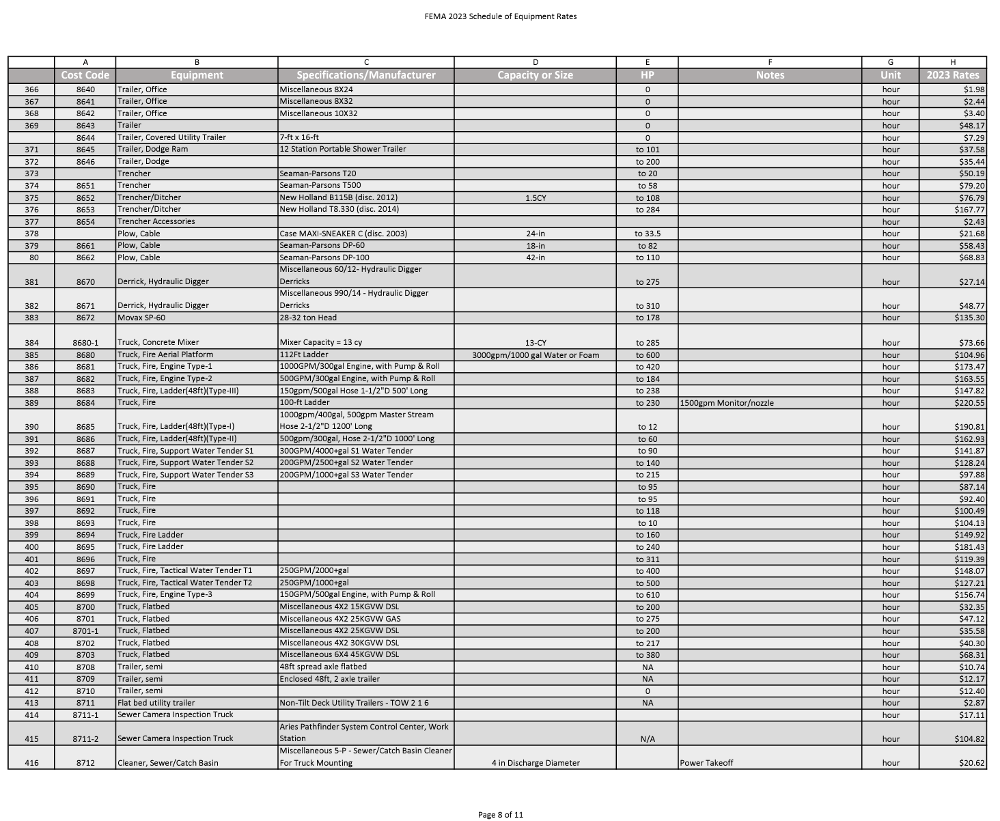 FEMA 2023 Schedule of Equipment Rates
A B C D E F G H
Cost Code Equipment Specifications/Manufacturer Capacity or Size HP Notes Unit 2023 Rates
366 8640 Trailer, Office Miscellaneous 8X24 0 hour $1.98
367 8641 Trailer, Office Miscellaneous 8X32 0 hour $2.44
368 8642 Trailer, Office Miscellaneous 10X32 0 hour $3.40
369 8643 Trailer 0 hour $48.17
8644 Trailer, Covered Utility Trailer 7-ft x 16-ft 0 hour $7.29
371 8645 Trailer, Dodge Ram 12 Station Portable Shower Trailer to 101 hour $37.58
372 8646 Trailer, Dodge to 200 hour $35.44
373 Trencher Seaman-Parsons T20 to 20 hour $50.19
374 8651 Trencher Seaman-Parsons T500 to 58 hour $79.20
375 8652 Trencher/Ditcher New Holland B115B (disc. 2012) 1.5CY to 108 hour $76.79
376 8653 Trencher/Ditcher New Holland T8.330 (disc. 2014) to 284 hour $167.77
377 8654 Trencher Accessories hour $2.43
378 Plow, Cable Case MAXI-SNEAKER C (disc. 2003) 24-in to 33.5 hour $21.68
379 8661 Plow, Cable Seaman-Parsons DP-60 18-in to 82 hour $58.43
80 8662 Plow, Cable Seaman-Parsons DP-100 42-in to 110 hour $68.83
Miscellaneous 60/12- Hydraulic Digger
381 8670 Derrick, Hydraulic Digger Derricks to 275 hour $27.14
Miscellaneous 990/14 - Hydraulic Digger
382 8671 Derrick, Hydraulic Digger Derricks to 310 hour $48.77
383 8672 Movax SP-60 28-32 ton Head to 178 hour $135.30
384 8680-1 Truck, Concrete Mixer Mixer Capacity = 13 cy 13-CY to 285 hour $73.66
385 8680 Truck, Fire Aerial Platform 112Ft Ladder 3000gpm/1000 gal Water or Foam to 600 hour $104.96
386 8681 Truck, Fire, Engine Type-1 1000GPM/300gal Engine, with Pump & Roll to 420 hour $173.47
387 8682 Truck, Fire, Engine Type-2 500GPM/300gal Engine, with Pump & Roll to 184 hour $163.55
388 8683 Truck, Fire, Ladder(48ft)(Type-III) 150gpm/500gal Hose 1-1/2"D 500' Long to 238 hour $147.82
389 8684 Truck, Fire 100-ft Ladder to 230 1500gpm Monitor/nozzle hour $220.55
1000gpm/400gal, 500gpm Master Stream
390 8685 Truck, Fire, Ladder(48ft)(Type-I) Hose 2-1/2"D 1200' Long to 12 hour $190.81
391 8686 Truck, Fire, Ladder(48ft)(Type-II) 500gpm/300gal, Hose 2-1/2"D 1000' Long to 60 hour $162.93
392 8687 Truck, Fire, Support Water Tender S1 300GPM/4000+gal S1 Water Tender to 90 hour $141.87
393 8688 Truck, Fire, Support Water Tender S2 200GPM/2500+gal S2 Water Tender to 140 hour $128.24
394 8689 Truck, Fire, Support Water Tender S3 200GPM/1000+gal S3 Water Tender to 215 hour $97.88
395 8690 Truck, Fire to 95 hour $87.14
396 8691 Truck, Fire to 95 hour $92.40
397 8692 Truck, Fire to 118 hour $100.49
398 8693 Truck, Fire to 10 hour $104.13
399 8694 Truck, Fire Ladder to 160 hour $149.92
400 8695 Truck, Fire Ladder to 240 hour $181.43
401 8696 Truck, Fire to 311 hour $119.39
402 8697 Truck, Fire, Tactical Water Tender T1 250GPM/2000+gal to 400 hour $148.07
403 8698 Truck, Fire, Tactical Water Tender T2 250GPM/1000+gal to 500 hour $127.21
404 8699 Truck, Fire, Engine Type-3 150GPM/500gal Engine, with Pump & Roll to 610 hour $156.74
405 8700 Truck, Flatbed Miscellaneous 4X2 15KGVW DSL to 200 hour $32.35
406 8701 Truck, Flatbed Miscellaneous 4X2 25KGVW GAS to 275 hour $47.12
407 8701-1 Truck, Flatbed Miscellaneous 4X2 25KGVW DSL to 200 hour $35.58
408 8702 Truck, Flatbed Miscellaneous 4X2 30KGVW DSL to 217 hour $40.30
409 8703 Truck, Flatbed Miscellaneous 6X4 45KGVW DSL to 380 hour $68.31
410 8708 Trailer, semi 48ft spread axle flatbed NA hour $10.74
411 8709 Trailer, semi Enclosed 48ft, 2 axle trailer NA hour $12.17
412 8710 Trailer, semi 0 hour $12.40
413 8711 Flat bed utility trailer Non-Tilt Deck Utility Trailers - TOW 2 1 6 NA hour $2.87
414 8711-1 Sewer Camera Inspection Truck hour $17.11
Aries Pathfinder System Control Center, Work
415 8711-2 Sewer Camera Inspection Truck Station N/A hour $104.82
Miscellaneous 5-P - Sewer/Catch Basin Cleaner
416 8712 Cleaner, Sewer/Catch Basin For Truck Mounting 4 in Discharge Diameter Power Takeoff hour $20.62
Page 8 of 11